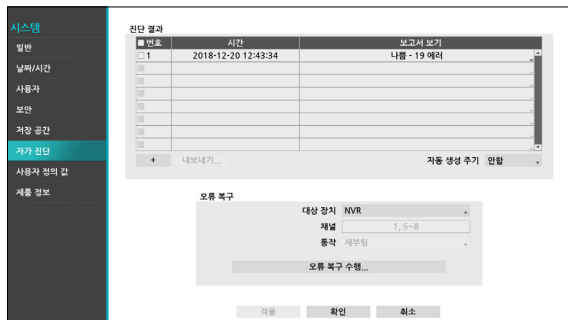 시스템
일반
날짜/시간
사용자
보안
저장 공간
자가 진단
사용자 정의 값
제품 정보
진단 결과
번호 시간 보고서 보기
1 2018-12-20 12:43:34 나쁨 - 19 에러
+ 내보내기... 자동 생성 주기 안함
오류 복구
대상 장치 NVR
채널 1, 5~8
동작 재부팅
오류 복구 수행...
적용 확인 취소